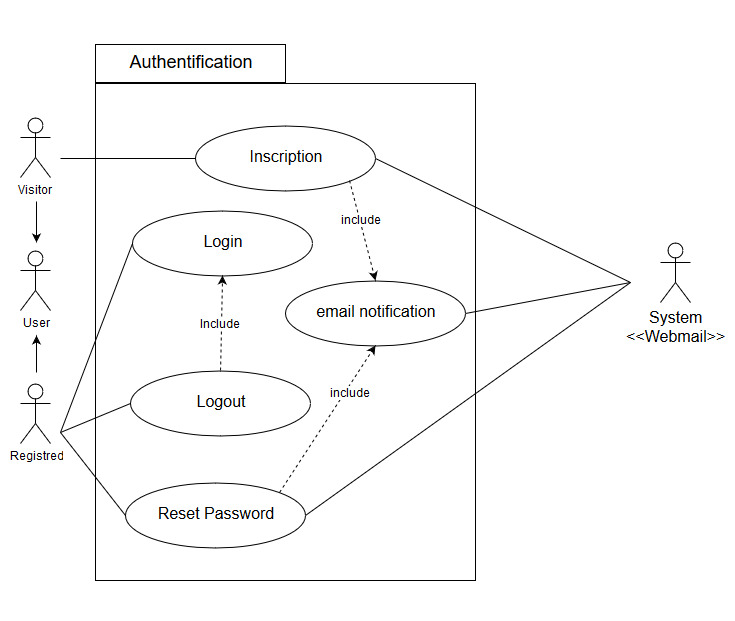 Authentification
Inscription
Visitor
include
Login
email notification
User
Include
System
<<Webmail>>
include
Logout
Registred
Reset Password